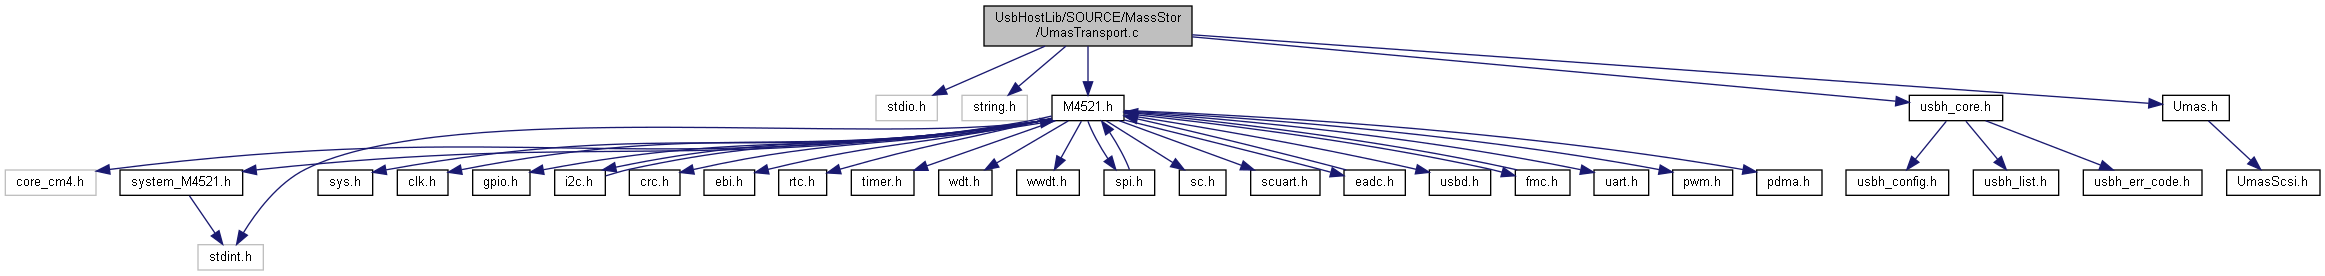 UsbHostLib/SOURCE/MassStor
/UmasTransport.c
stdio.h
string.h
M4521.h
usbh_core.h
Umas.h
core_cm4.h
system_M4521.h
sys.h
clk.h
gpio.h
i2c.h
crc.h
ebi.h
rtc.h
timer.h
wdt.h
wwdt.h
spi.h
sc.h
scuart.h
eadc.h
usbd.h
fmc.h
uart.h
pwm.h
pdma.h
usbh_config.h
usbh_list.h
usbh_err_code.h
UmasScsi.h
stdint.h